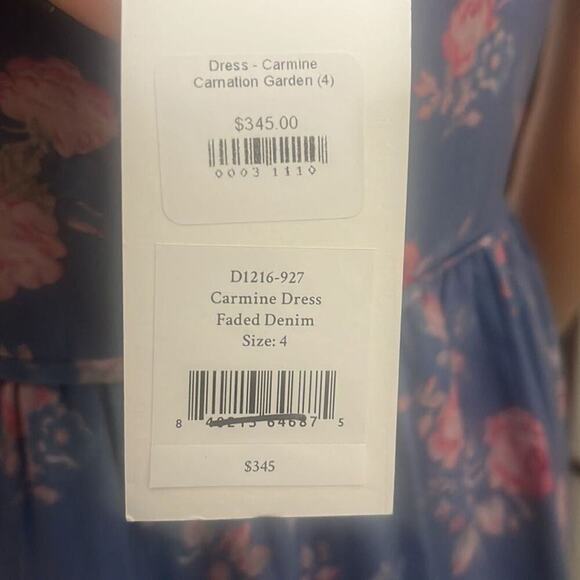 Dress - Carmine
Carnation Garden (4)
$345.00
0003 1110
D1216-927
Carmine Dress
Faded Denim
Size: 4
8 5
$345